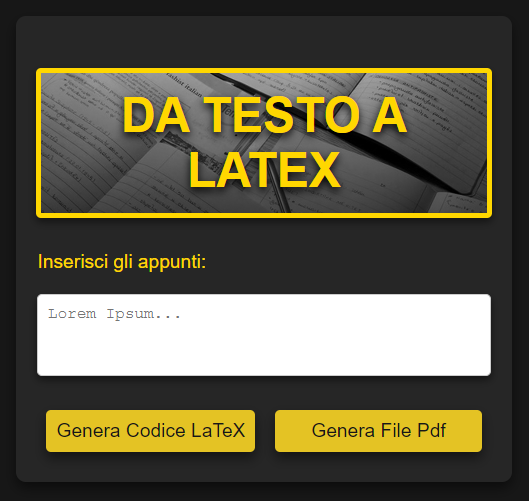 DA TESTO A
LATEX
Inserisci gli appunti:
Lorem Ipsum...
Genera Codice LaTeX
Genera File Pdf